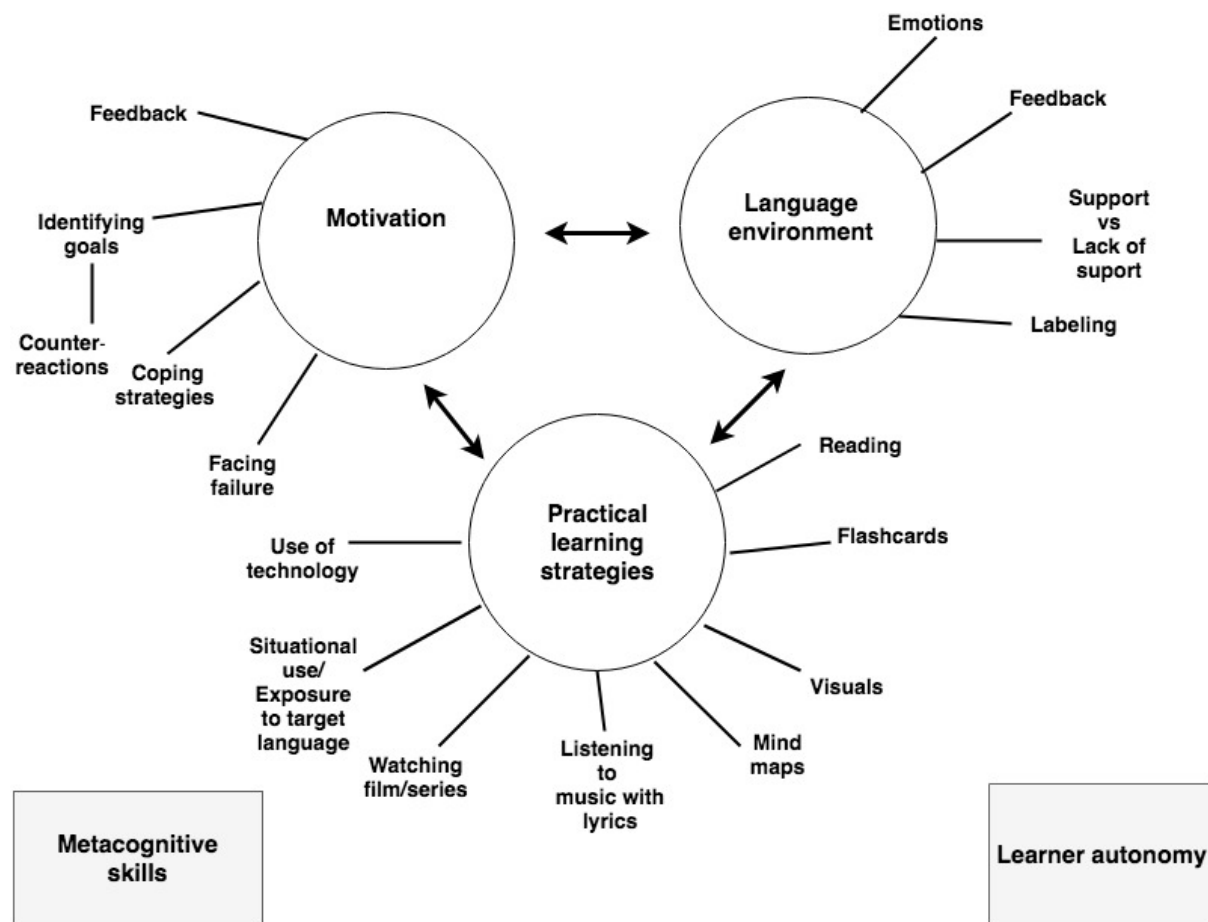 Emotions
Feedback
Feedback
Motivation
Language
environment
Support
vs
Lack of
suport
Identifying
goals
Labeling
Counter-
reactions
Coping
strategies
Facing
failure
Reading
Practical
learning
strategies
Flashcards
Use of
technology
Situational
use/
Exposure
to target
language
Visuals
Mind
maps
Watching
film/series
Listening
to
music with
lyrics
Metacognitive
skills
Learner autonomy